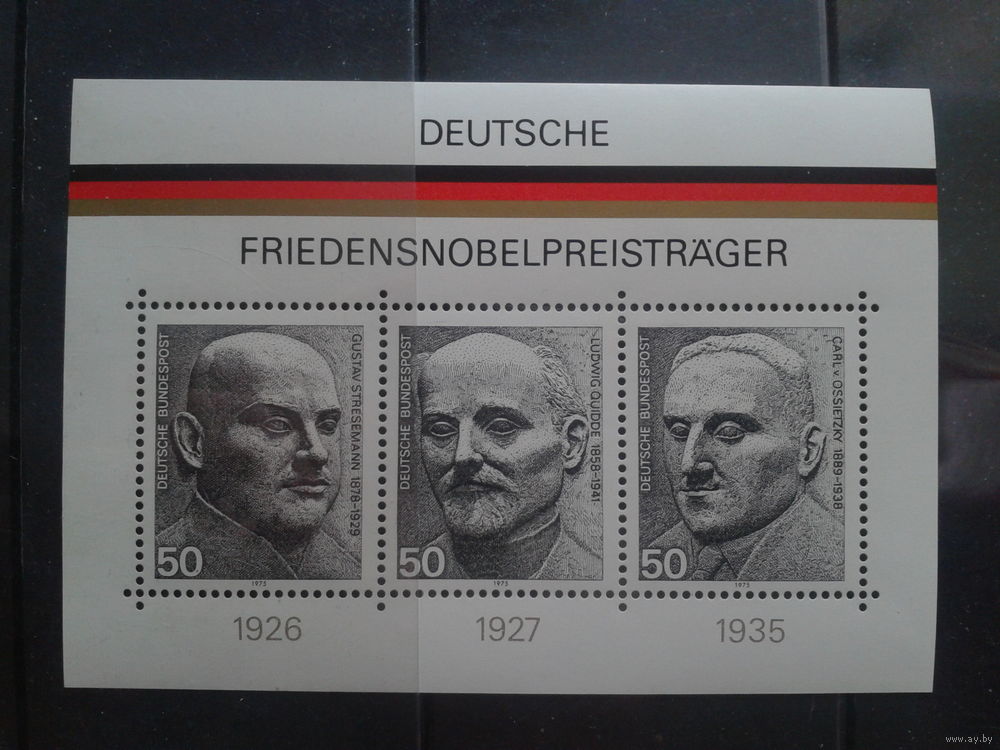 DEUTSCHE
FRIEDENSNOBELPREISTRÄGER
DEUTSCHE BUNDESPOST
GUSTAV STRESEMANN 1878-1929
50
1975
DEUTSCHE BUNDESPOST
LUDWIG QUIDDE 1858-1941
50
1975
DEUTSCHE BUNDESPOST
CARL v. OSSIETZKY 1889-1938
50
1975
1926
1927
1935
www.ay.by